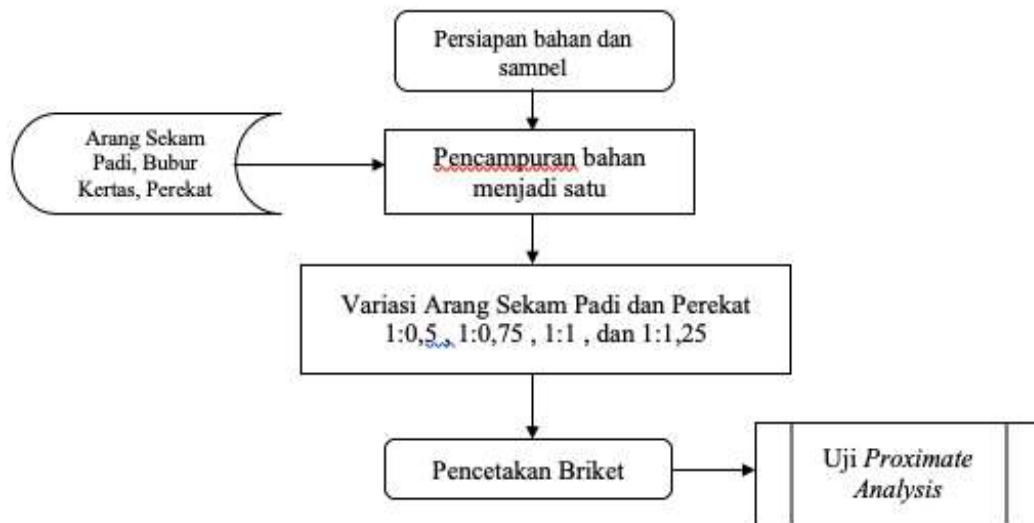 Persiapan bahan dan
sampel
Arang Sekam
Padi, Bubur
Kertas, Perekat
Pencampuran bahan
menjadi satu
Variasi Arang Sekam Padi dan Perekat
1:0,5 , 1:0,75 , 1:1 , dan 1:1,25
Pencetakan Briket
Uji Proximate
Analysis